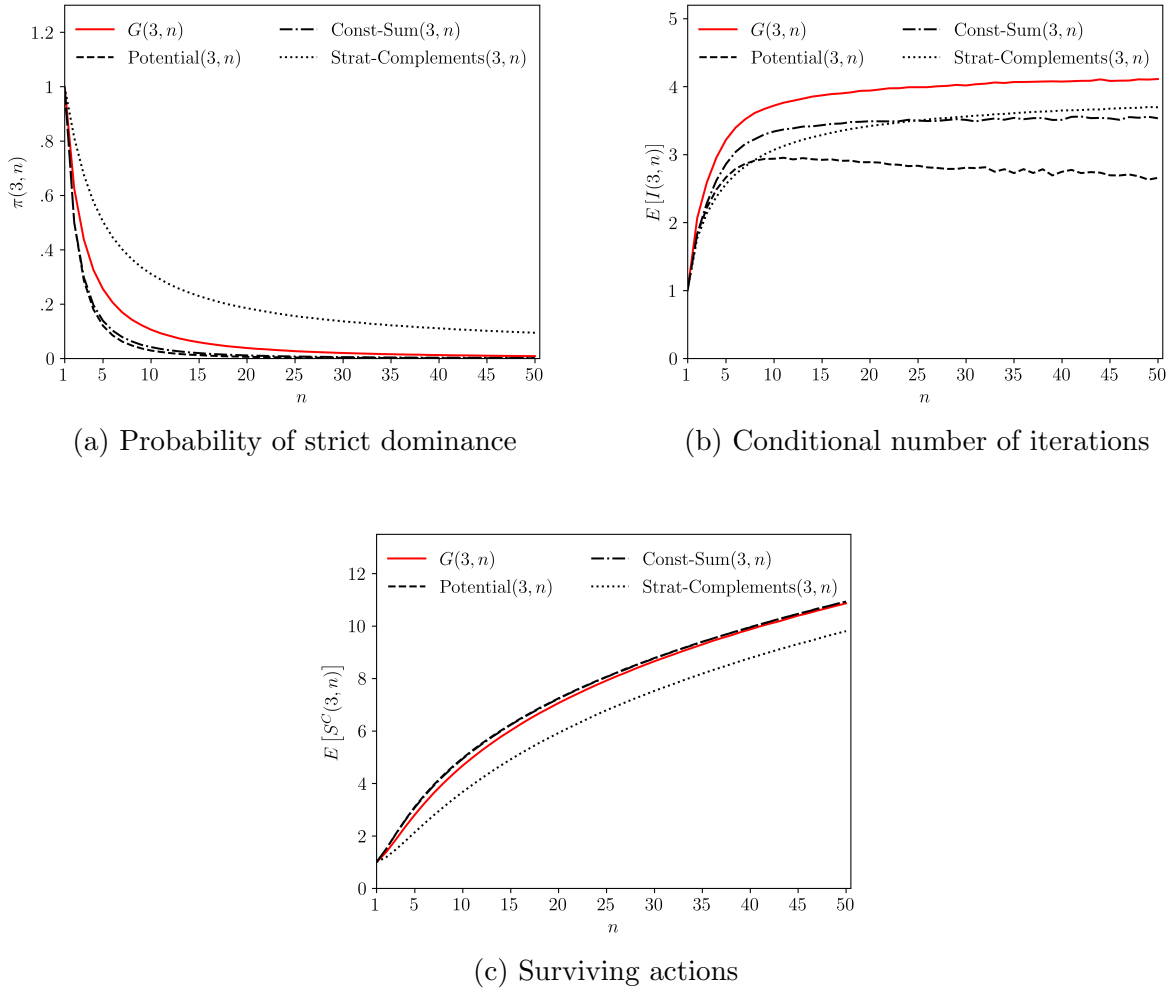 G(3, n)
Potential(3, n)
Const-Sum(3, n)
Strat-Complements(3, n)
1.2
1
.8
.6
.4
.2
0
π(3, n)
1 5 10 15 20 25 30 35 40 45 50
n
(a) Probability of strict dominance
G(3, n)
Potential(3, n)
Const-Sum(3, n)
Strat-Complements(3, n)
5
4
3
2
1
0
E [I(3, n)]
1 5 10 15 20 25 30 35 40 45 50
n
(b) Conditional number of iterations
G(3, n)
Potential(3, n)
Const-Sum(3, n)
Strat-Complements(3, n)
12
10
8
6
4
2
0
E [S^C(3, n)]
1 5 10 15 20 25 30 35 40 45 50
n
(c) Surviving actions